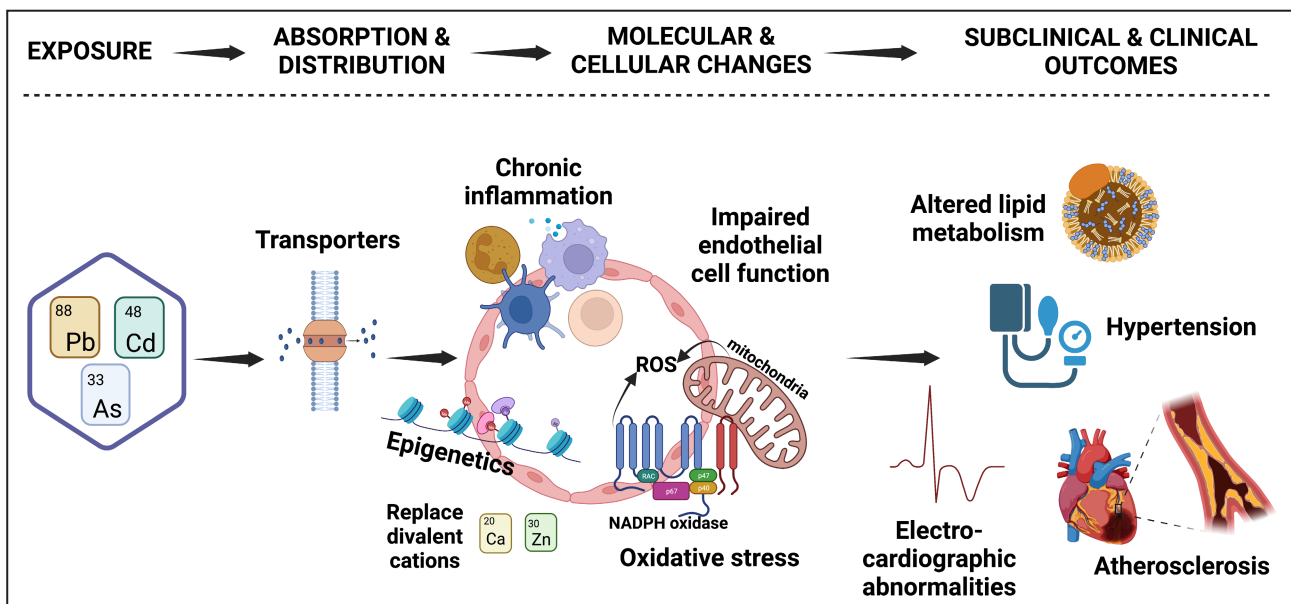 EXPOSURE
ABSORPTION &
DISTRIBUTION
MOLECULAR &
CELLULAR CHANGES
SUBCLINICAL & CLINICAL
OUTCOMES
88
Pb
48
Cd
33
As
Transporters
Chronic
inflammation
Impaired
endothelial
cell function
ROS
mitochondria
Epigenetics
RAC
p67
p47
p40
NADPH oxidase
Oxidative stress
Replace
divalent
cations
20
Ca
30
Zn
Altered lipid
metabolism
Hypertension
Electro-
cardiographic
abnormalities
Atherosclerosis